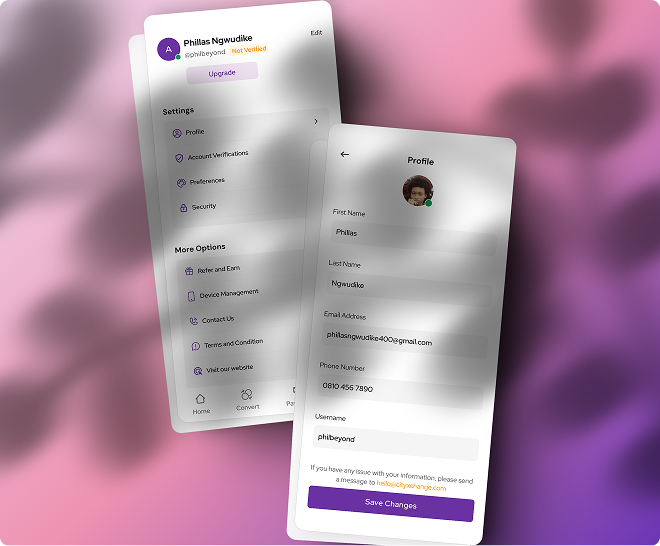 A
Phillas Ngwudike
Edit
@philbeyond Not Verified
Upgrade
Settings
Profile
Account Verifications
Preferences
Security
More Options
Refer and Earn
Device Management
Contact Us
Terms and Condition
Visit our website
Home
Convert
Profile
First Name
Phillas
Last Name
Ngwudike
Email Address
phillasngwudike400@gmail.com
Phone Number
0810 456 7890
Username
philbeyond
If you have any issue with your information, please send
a message to hello@cityxchange.com
Save Changes